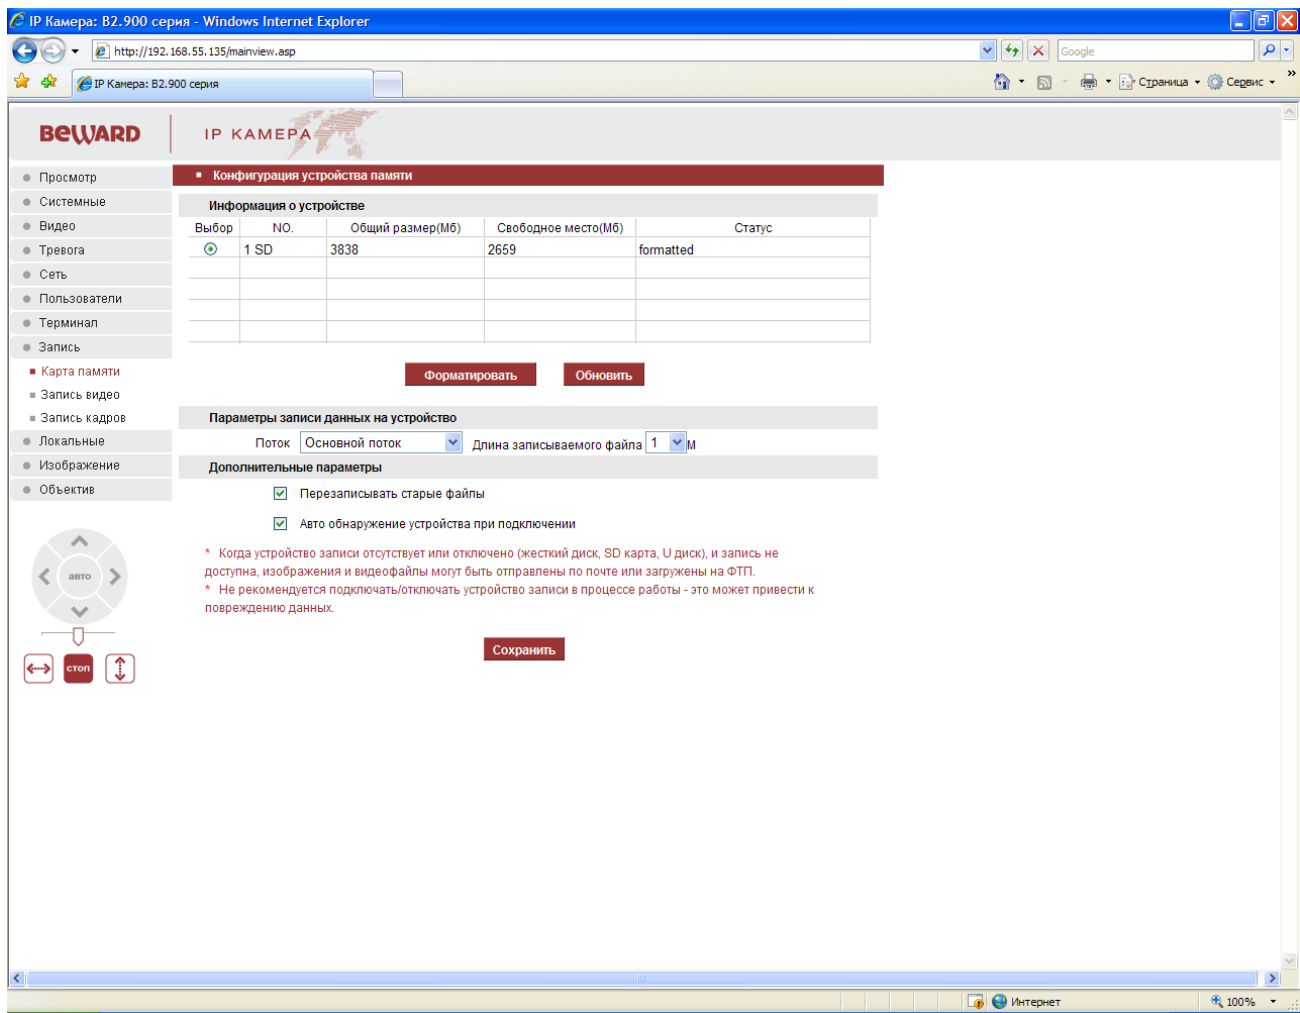 IP Камера: B2.900 серия - Windows Internet Explorer
http://192.168.55.135/mainview.asp
Google
IP Камера: B2.900 серия
Страница
Сервис
BEWARD
IP КАМЕРА
Просмотр
Системные
Видео
Тревога
Сеть
Пользователи
Терминал
Запись
Карта памяти
Запись видео
Запись кадров
Локальные
Изображение
Объектив
авто
стоп
Конфигурация устройства памяти
Информация о устройстве
Выбор NO. Общий размер(Мб) Свободное место(Мб) Статус
1 SD 3838 2659 formatted
Форматировать Обновить
Параметры записи данных на устройство
Поток Основной поток Длина записываемого файла 1 М
Дополнительные параметры
Перезаписывать старые файлы
Авто обнаружение устройства при подключении
* Когда устройство записи отсутствует или отключено (жесткий диск, SD карта, U диск), и запись не
доступна, изображения и видеофайлы могут быть отправлены по почте или загружены на ФТП.
* Не рекомендуется подключать/отключать устройство записи в процессе работы - это может привести к
повреждению данных.
Сохранить
Интернет
100%